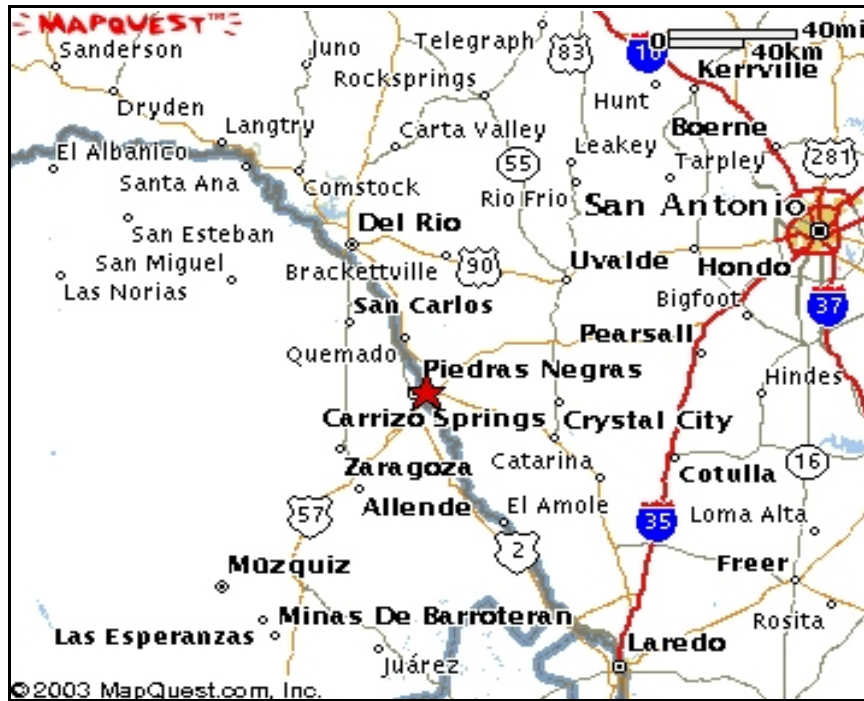 MAPQUEST™
Sanderson
Juno
Telegraph
83
0
40mi
40km
10
Rocksprings
Kerrville
Hunt
Dryden
Langtry
Carta Valley
Boerne
Leakey
Tarpley
281
El Albanico
55
Santa Ana
Comstock
Rio Frio
San Antonio
Del Rio
San Esteban
San Miguel
Brackettville
90
Uvalde
Hondo
Las Norias
San Carlos
Bigfoot
37
Pearsall
Quemado
Piedras Negras
Hindes
Carrizo Springs
Crystal City
Zaragoza
Catarina
Cotulla
16
Allende
El Amole
57
35
Loma Alta
2
Múzquiz
Freer
Minas De Barroteran
Rosita
Las Esperanzas
Laredo
Juárez
©2003 MapQuest.com, Inc.